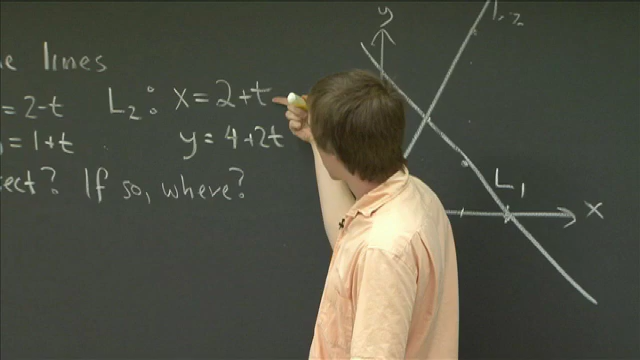 lines
= 2-t L₂: x = 2+t
= 1+t y = 4+2t
ect? If so, where?
y
L₂
L₁
x